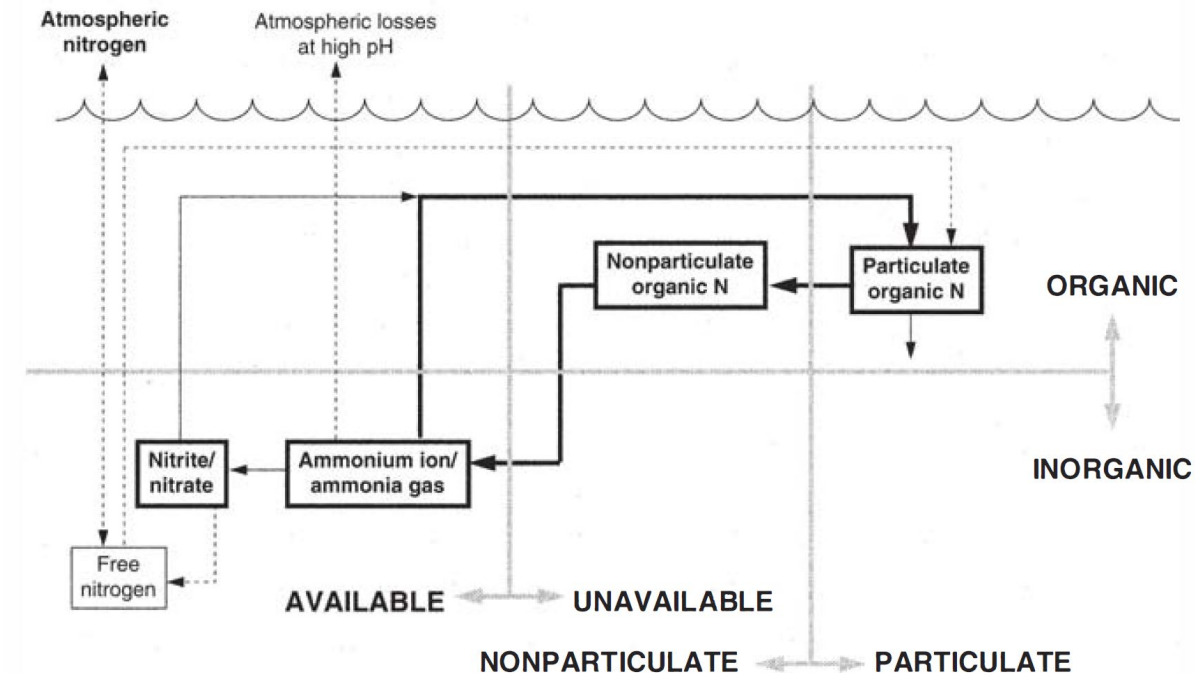 Atmospheric
nitrogen
Atmospheric losses
at high pH
Nonparticulate
organic N
Particulate
organic N
ORGANIC
Nitrite/
nitrate
Ammonium ion/
ammonia gas
INORGANIC
Free
nitrogen
AVAILABLE
UNAVAILABLE
NONPARTICULATE
PARTICULATE